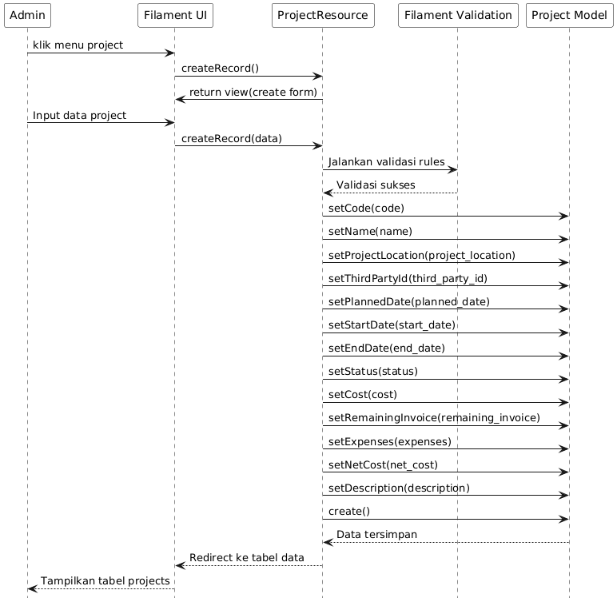 Admin
Filament UI
ProjectResource
Filament Validation
Project Model
klik menu project
createRecord()
return view(create form)
Input data project
createRecord(data)
Jalankan validasi rules
Validasi sukses
setCode(code)
setName(name)
setProjectLocation(project_location)
setThirdPartyId(third_party_id)
setPlannedDate(planned_date)
setStartDate(start_date)
setEndDate(end_date)
setStatus(status)
setCost(cost)
setRemainingInvoice(remaining_invoice)
setExpenses(expenses)
setNetCost(net_cost)
setDescription(description)
create()
Data tersimpan
Redirect ke tabel data
Tampilkan tabel projects